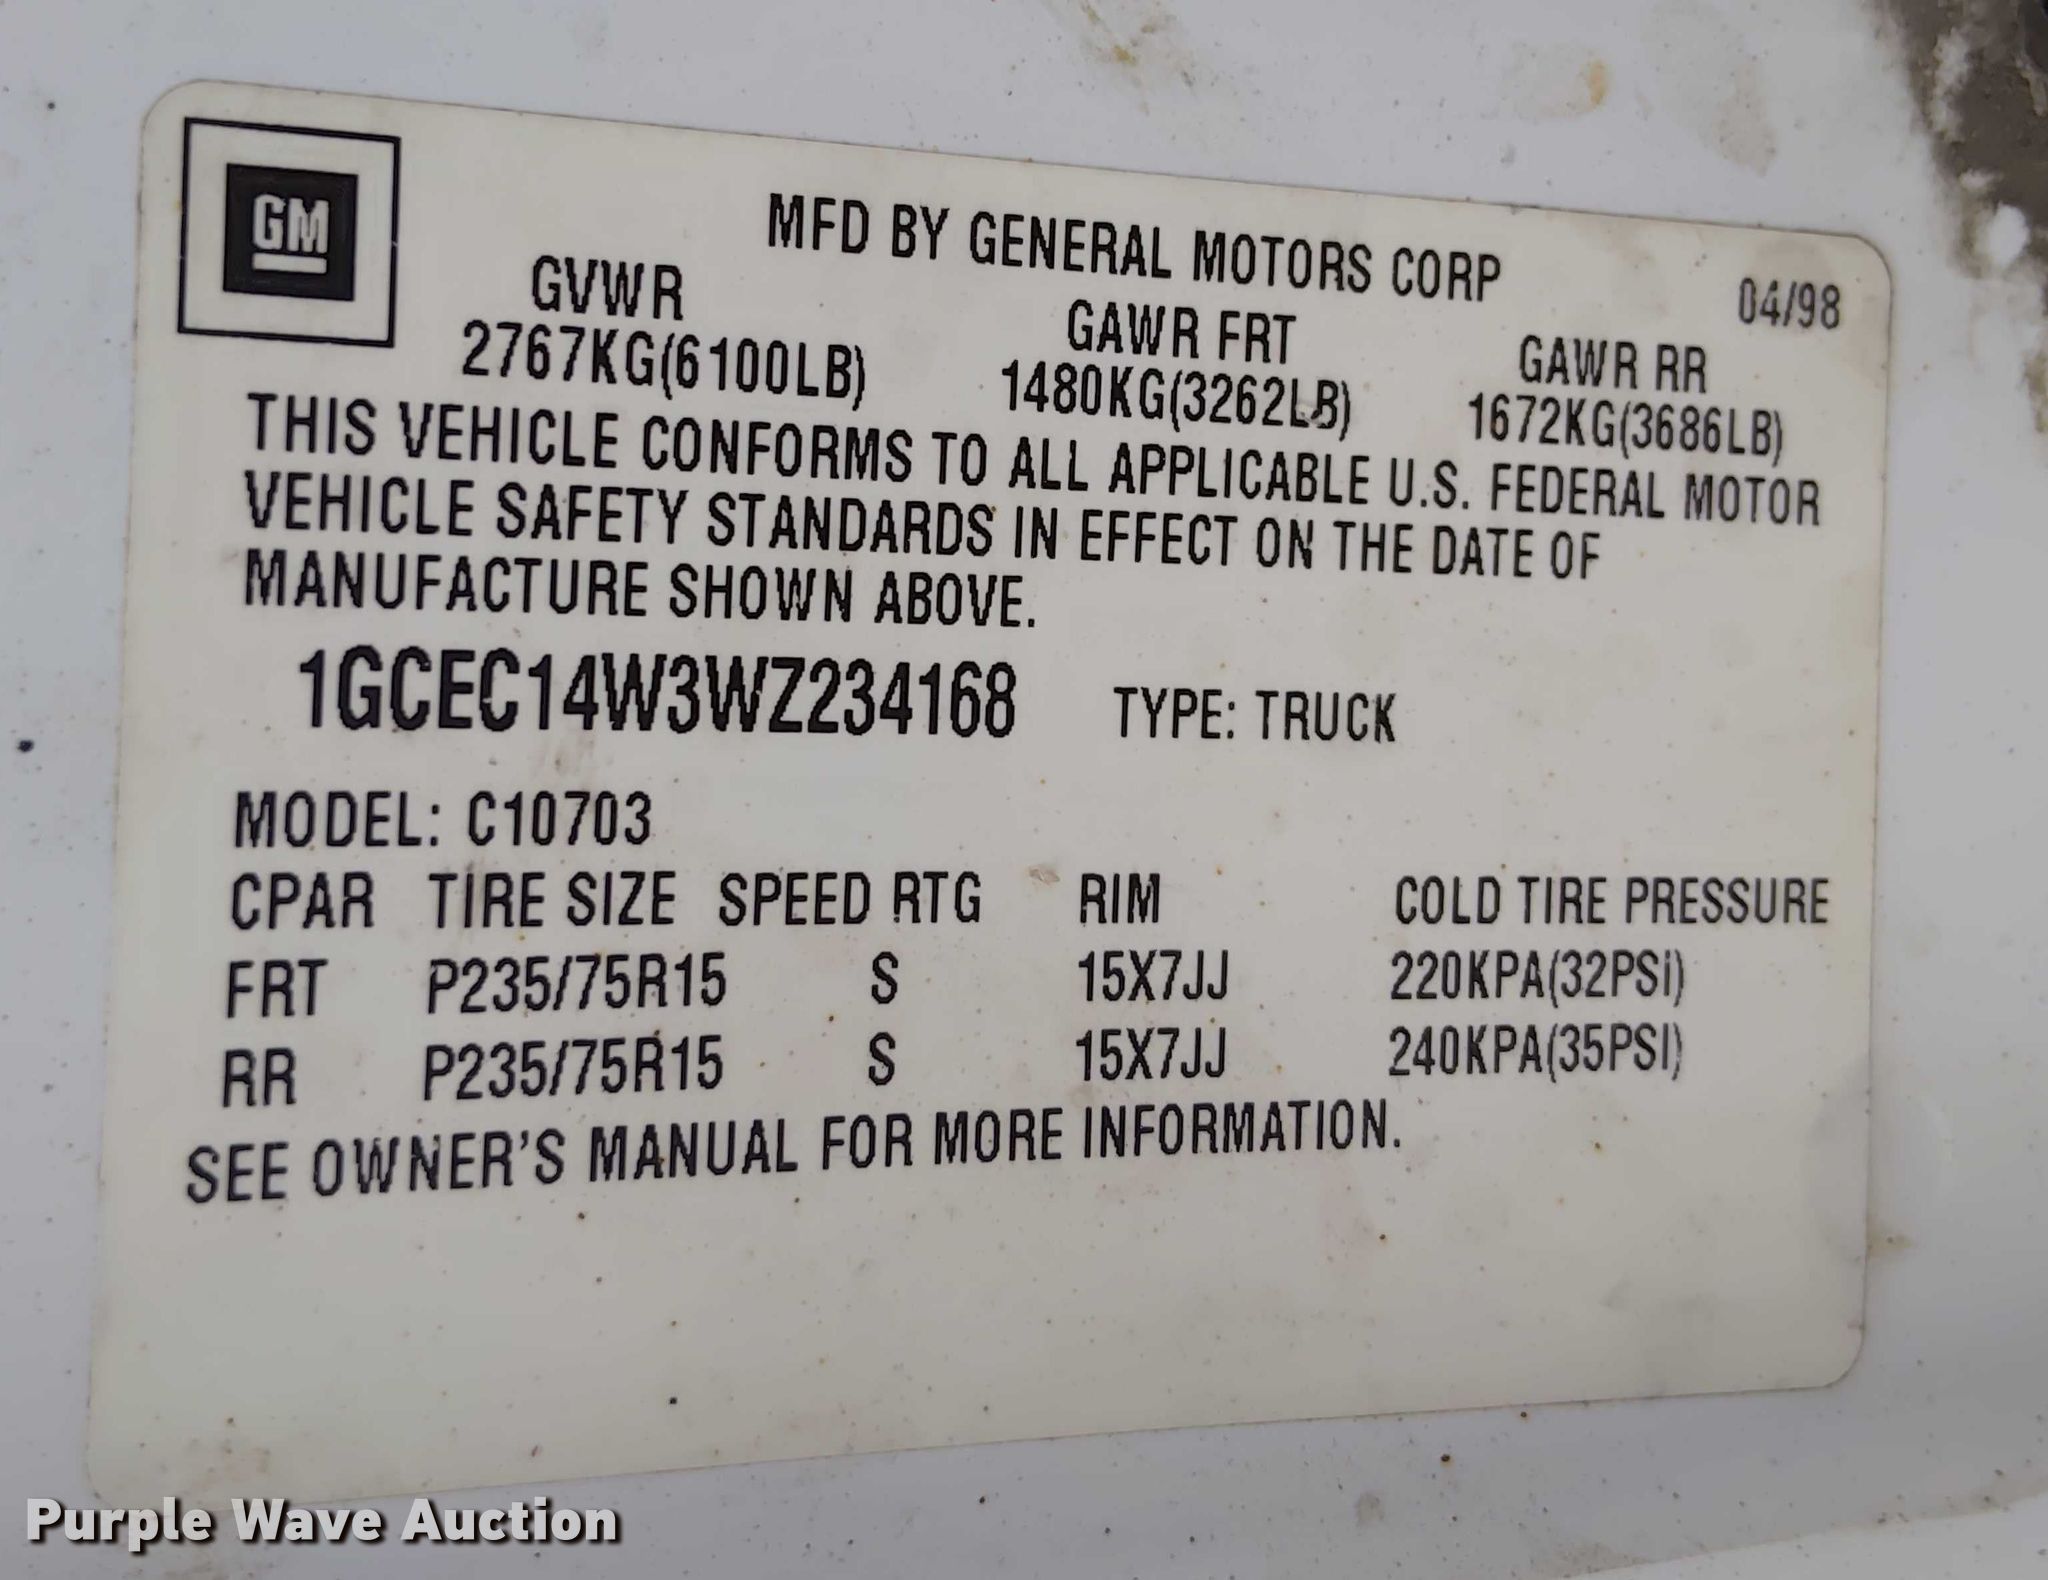 GM
MFD BY GENERAL MOTORS CORP
04/98
GVWR GAWR FRT GAWR RR
2767KG(6100LB) 1480KG(3262LB) 1672KG(3686LB)
THIS VEHICLE CONFORMS TO ALL APPLICABLE U.S. FEDERAL MOTOR
VEHICLE SAFETY STANDARDS IN EFFECT ON THE DATE OF
MANUFACTURE SHOWN ABOVE.
1GCEC14W3WZ234168 TYPE: TRUCK
MODEL: C10703
CPAR TIRE SIZE SPEED RTG RIM COLD TIRE PRESSURE
FRT P235/75R15 S 15X7JJ 220KPA(32PSI)
RR P235/75R15 S 15X7JJ 240KPA(35PSI)
SEE OWNER'S MANUAL FOR MORE INFORMATION.
Purple Wave Auction